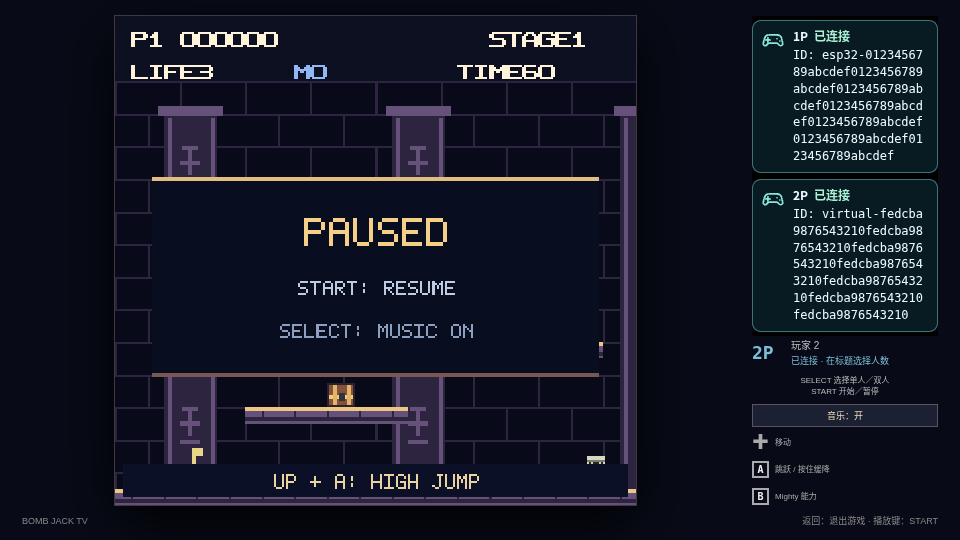 P1 000000
STAGE1
LIFE3
M0
TIME60
PAUSED
START: RESUME
SELECT: MUSIC ON
UP + A: HIGH JUMP
1P 已连接
ID: esp32-01234567
89abcdef0123456789
abcdef0123456789ab
cdef0123456789abcd
ef0123456789abcdef
0123456789abcdef01
23456789abcdef
2P 已连接
ID: virtual-fedcba
9876543210fedcba98
76543210fedcba9876
543210fedcba987654
3210fedcba98765432
10fedcba9876543210
fedcba9876543210
2P
玩家 2
已连接 · 在标题选择人数
SELECT 选择单人／双人
START 开始／暂停
音乐：开
移动
A
跳跃 / 按住缓降
B
Mighty 能力
BOMB JACK TV
返回：退出游戏 · 播放键：START